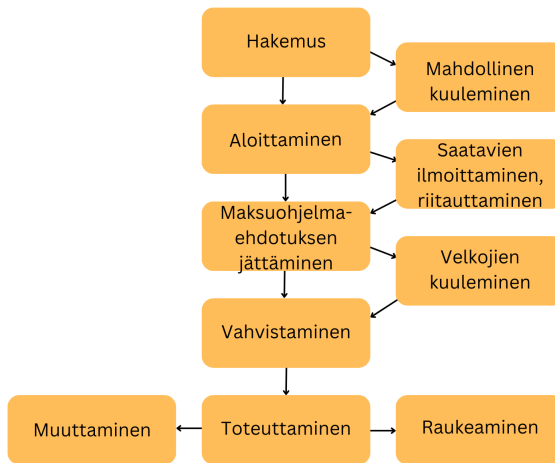 Hakemus
Mahdollinen
kuuleminen
Aloittaminen
Saatavien
ilmoittaminen,
riitauttaminen
Maksuohjelma-
ehdotuksen
jättäminen
Velkojien
kuuleminen
Vahvistaminen
Muuttaminen
Toteuttaminen
Raukeaminen